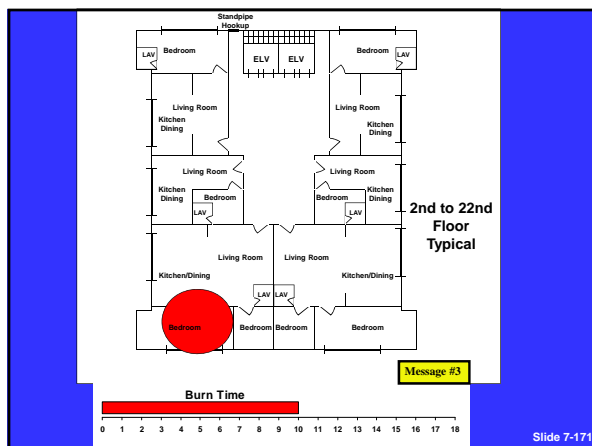 Standpipe
Hookup
Bedroom
LAV
ELV
ELV
Bedroom
LAV
Living Room
Kitchen
Dining
Living Room
Kitchen
Dining
Living Room
Kitchen
Dining
Bedroom
LAV
Living Room
Kitchen
Dining
Bedroom
LAV
2nd to 22nd
Floor
Typical
Living Room
Living Room
Kitchen/Dining
Kitchen/Dining
LAV
LAV
Bedroom
Bedroom
Bedroom
Bedroom
Message #3
Burn Time
0 1 2 3 4 5 6 7 8 9 10 11 12 13 14 15 16 17 18
Slide 7-171